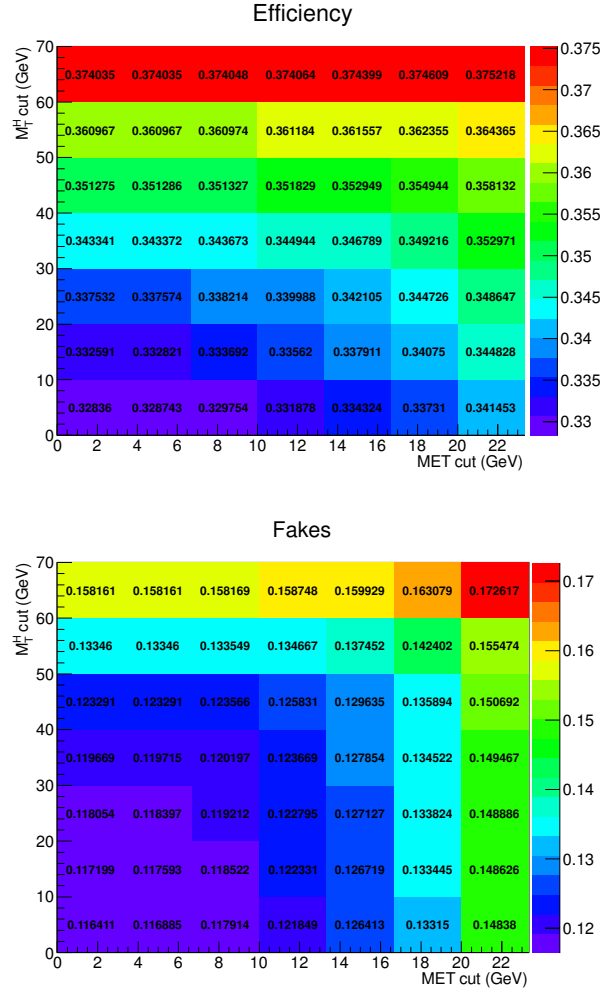 Efficiency
M_T^H cut (GeV)
70
60
50
40
30
20
10
0
0.374035 0.374035 0.374048 0.374064 0.374399 0.374609 0.375218
0.360967 0.360967 0.360974 0.361184 0.361557 0.362355 0.364365
0.351275 0.351286 0.351327 0.351829 0.352949 0.354944 0.358132
0.343341 0.343372 0.343673 0.344944 0.346789 0.349216 0.352971
0.337532 0.337574 0.338214 0.339988 0.342105 0.344726 0.348647
0.332591 0.332821 0.333692 0.33562 0.337911 0.34075 0.344828
0.32836 0.328743 0.329754 0.331878 0.334324 0.33731 0.341453
0 2 4 6 8 10 12 14 16 18 20 22
MET cut (GeV)
0.375
0.37
0.365
0.36
0.355
0.35
0.345
0.34
0.335
0.33
Fakes
M_T^H cut (GeV)
70
60
50
40
30
20
10
0
0.158161 0.158161 0.158169 0.158748 0.159929 0.163079 0.172617
0.13346 0.13346 0.133549 0.134667 0.137452 0.142402 0.155474
0.123291 0.123291 0.123566 0.125831 0.129635 0.135894 0.150692
0.119669 0.119715 0.120197 0.123669 0.127854 0.134522 0.149467
0.118054 0.118397 0.119212 0.122795 0.127127 0.133824 0.148886
0.117199 0.117593 0.118522 0.122331 0.126719 0.133445 0.148626
0.116411 0.116885 0.117914 0.121849 0.126413 0.13315 0.14838
0 2 4 6 8 10 12 14 16 18 20 22
MET cut (GeV)
0.17
0.16
0.15
0.14
0.13
0.12